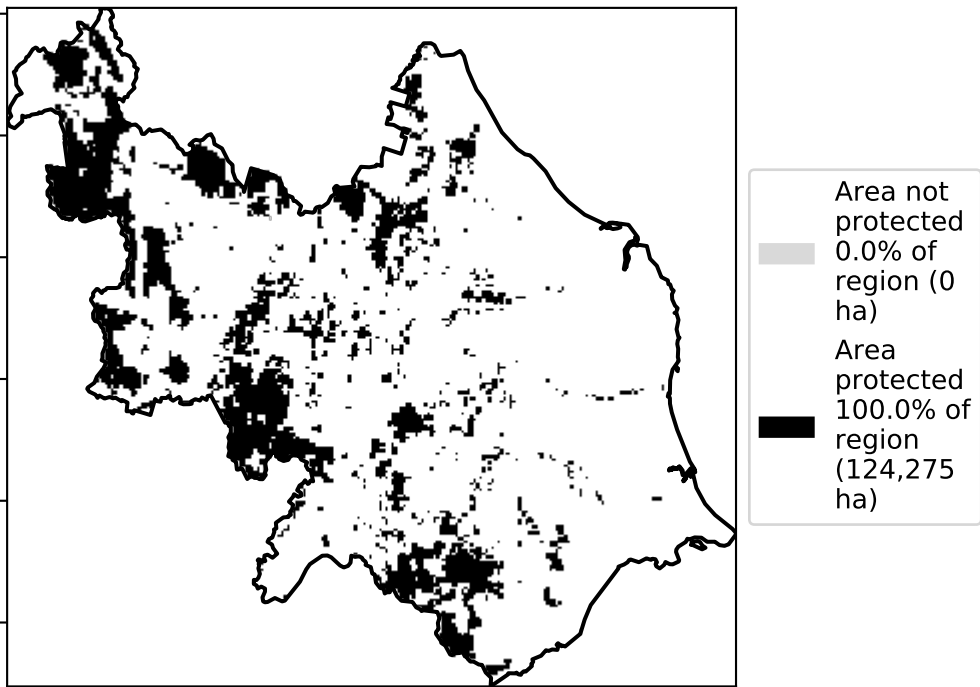 Area not
protected
0.0% of
region (0
ha)
Area
protected
100.0% of
region
(124,275
ha)